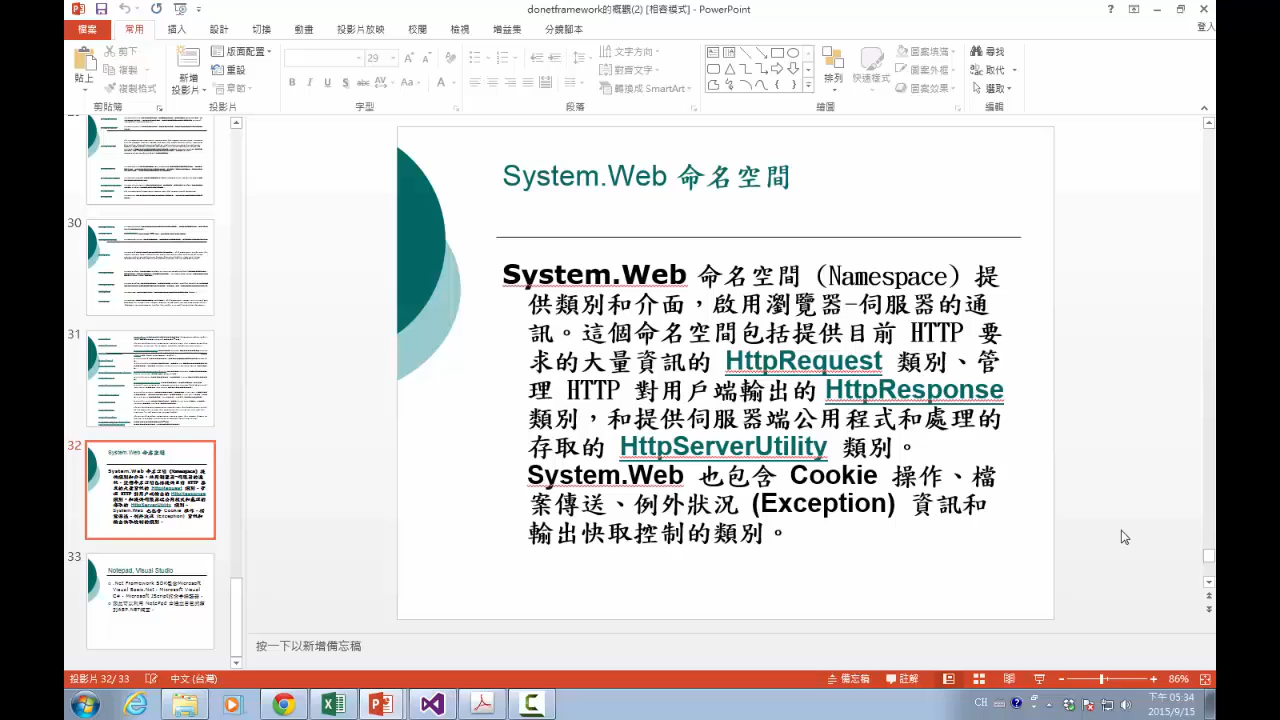 donetframework的概觀(2) [相容模式] - PowerPoint
檔案 常用 插入 設計 切換 動畫 投影片放映 校閱 檢視 增益集 分鏡腳本 登入
貼上 剪下 複製 複製格式 剪貼簿
新增投影片 版面配置 重設 章節 投影片
29 B I U S abc AV Aa A 字型
文字方向 對齊文字 轉換成 SmartArt 段落
排列 快速樣式 圖案填滿 圖案外框 圖案效果 繪圖
尋找 取代 選取 編輯
30
31
32
33
Notepad, Visual Studio
System.Web 命名空間
System.Web 命名空間 (Namespace) 提
供類別和介面，啟用瀏覽器-伺服器的通
訊。這個命名空間包括提供目前 HTTP 要
求的大量資訊的 HttpRequest 類別、管
理 HTTP 對用戶端輸出的 HttpResponse
類別，和提供伺服器端公用程式和處理的
存取的 HttpServerUtility 類別。
System.Web 也包含 Cookie 操作、檔
案傳送、例外狀況 (Exception) 資訊和
輸出快取控制的類別。
按一下以新增備忘稿
投影片 32/ 33 中文 (台灣) 備忘稿 註解 86%
CH 下午 05:34
2015/9/15